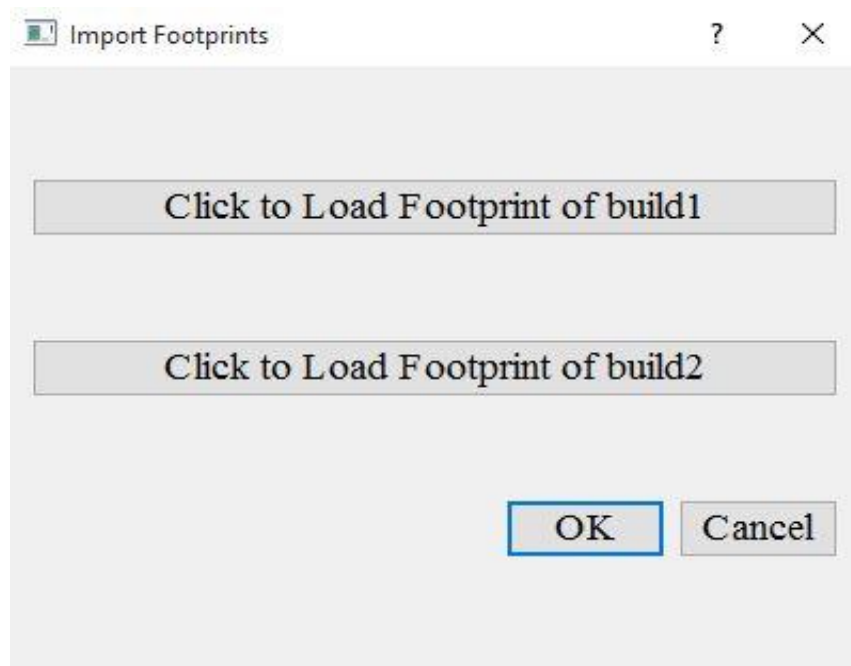 Import Footprints ?
Click to Load Footprint of build1
Click to Load Footprint of build2
OK Cancel